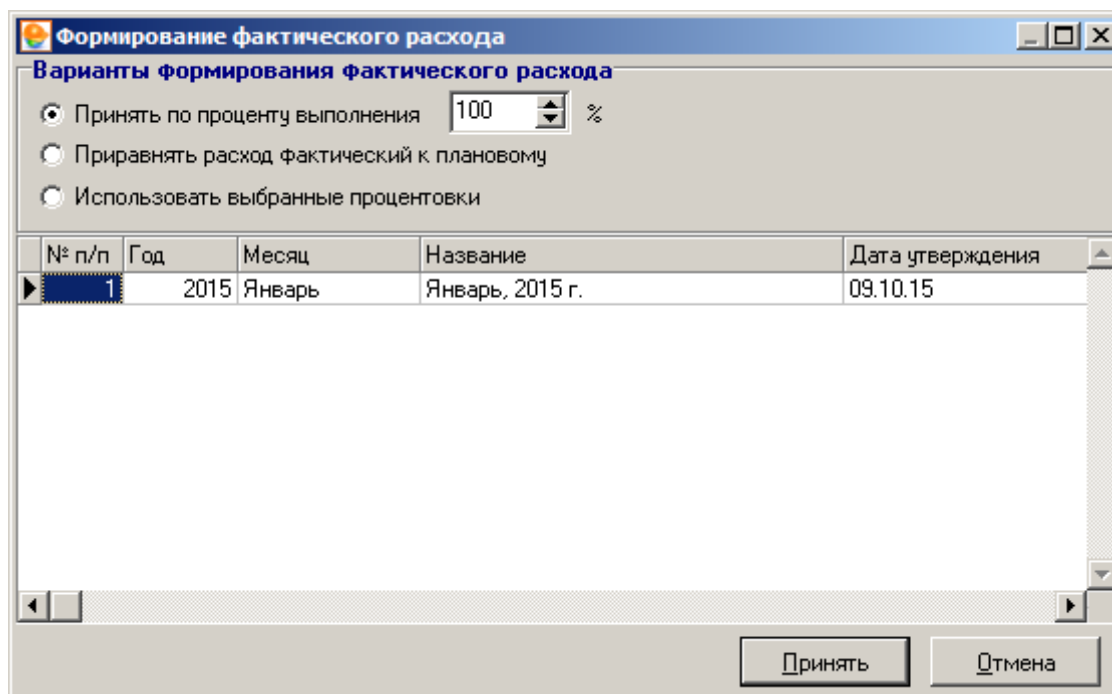 Формирование фактического расхода
Варианты формирования фактического расхода
Принять по проценту выполнения 100 %
Приравнять расход фактический к плановому
Использовать выбранные процентовки
№ п/п Год Месяц Название Дата утверждения
1 2015 Январь Январь, 2015 г. 09.10.15
Принять Отмена